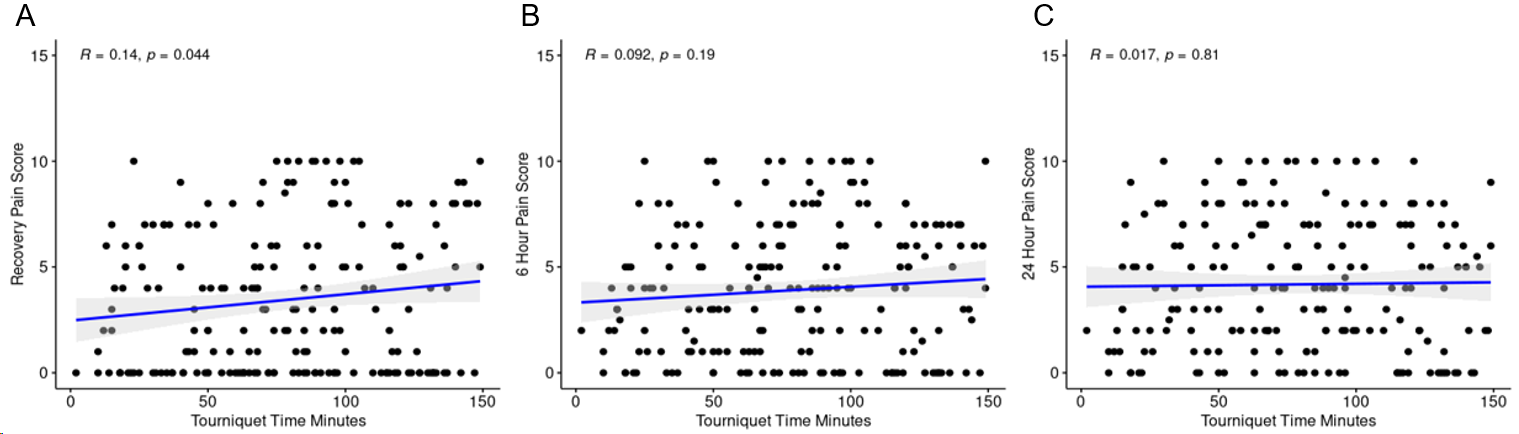 A
R = 0.14, p = 0.044
15
10
5
0
Recovery Pain Score
0 50 100 150
Tourniquet Time Minutes
B
R = 0.092, p = 0.19
15
10
5
0
6 Hour Pain Score
0 50 100 150
Tourniquet Time Minutes
C
R = 0.017, p = 0.81
15
10
5
0
24 Hour Pain Score
0 50 100 150
Tourniquet Time Minutes